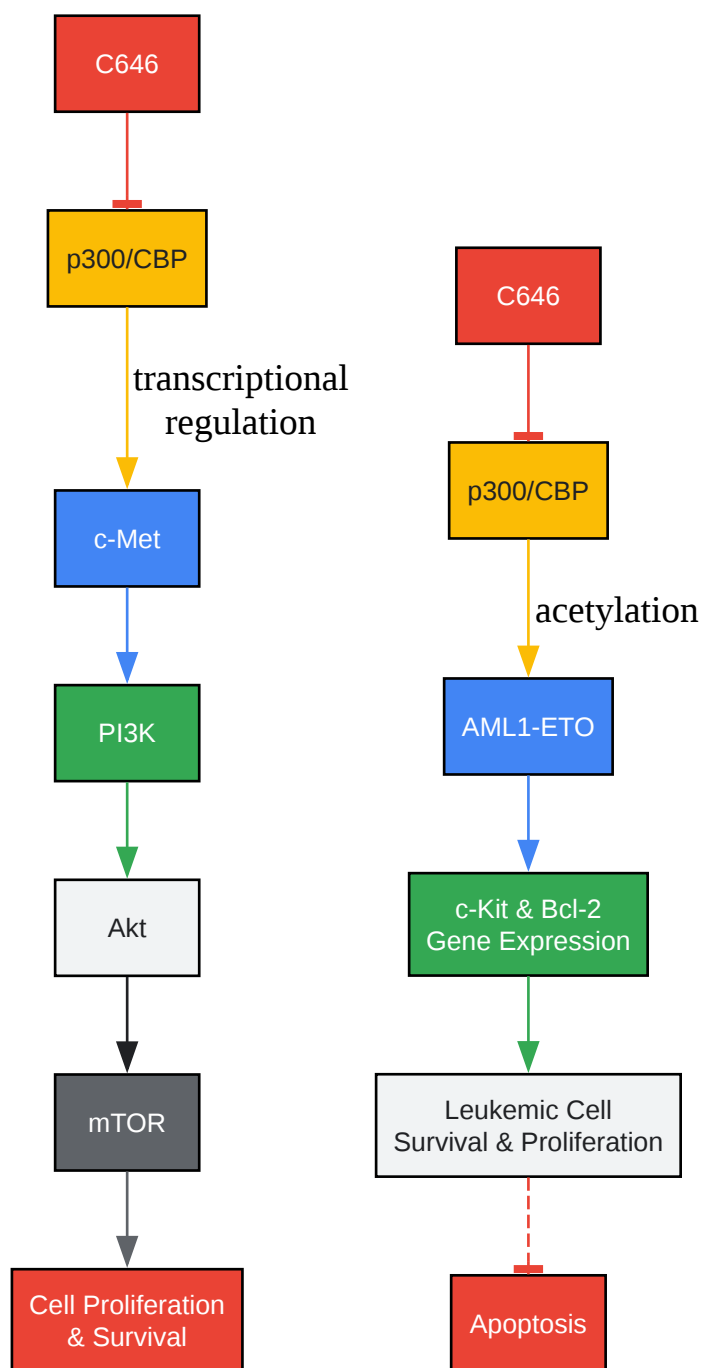 C646
p300/CBP
transcriptional
regulation
c-Met
PI3K
Akt
mTOR
Cell Proliferation
& Survival
C646
p300/CBP
acetylation
AML1-ETO
c-Kit & Bcl-2
Gene Expression
Leukemic Cell
Survival & Proliferation
Apoptosis